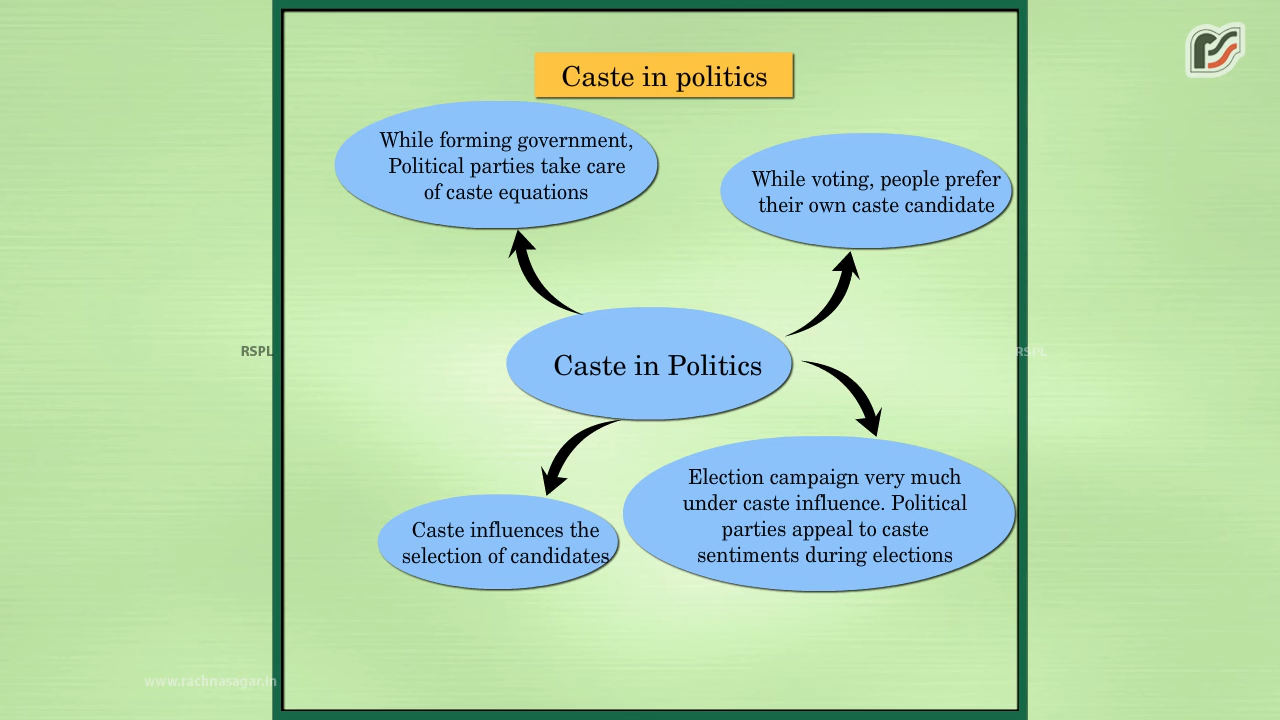 Caste in politics
While forming government,
Political parties take care
of caste equations
While voting, people prefer
their own caste candidate
Caste in Politics
Caste influences the
selection of candidates
Election campaign very much
under caste influence. Political
parties appeal to caste
sentiments during elections
RSPL
RSPL
www.rachnasagar.in